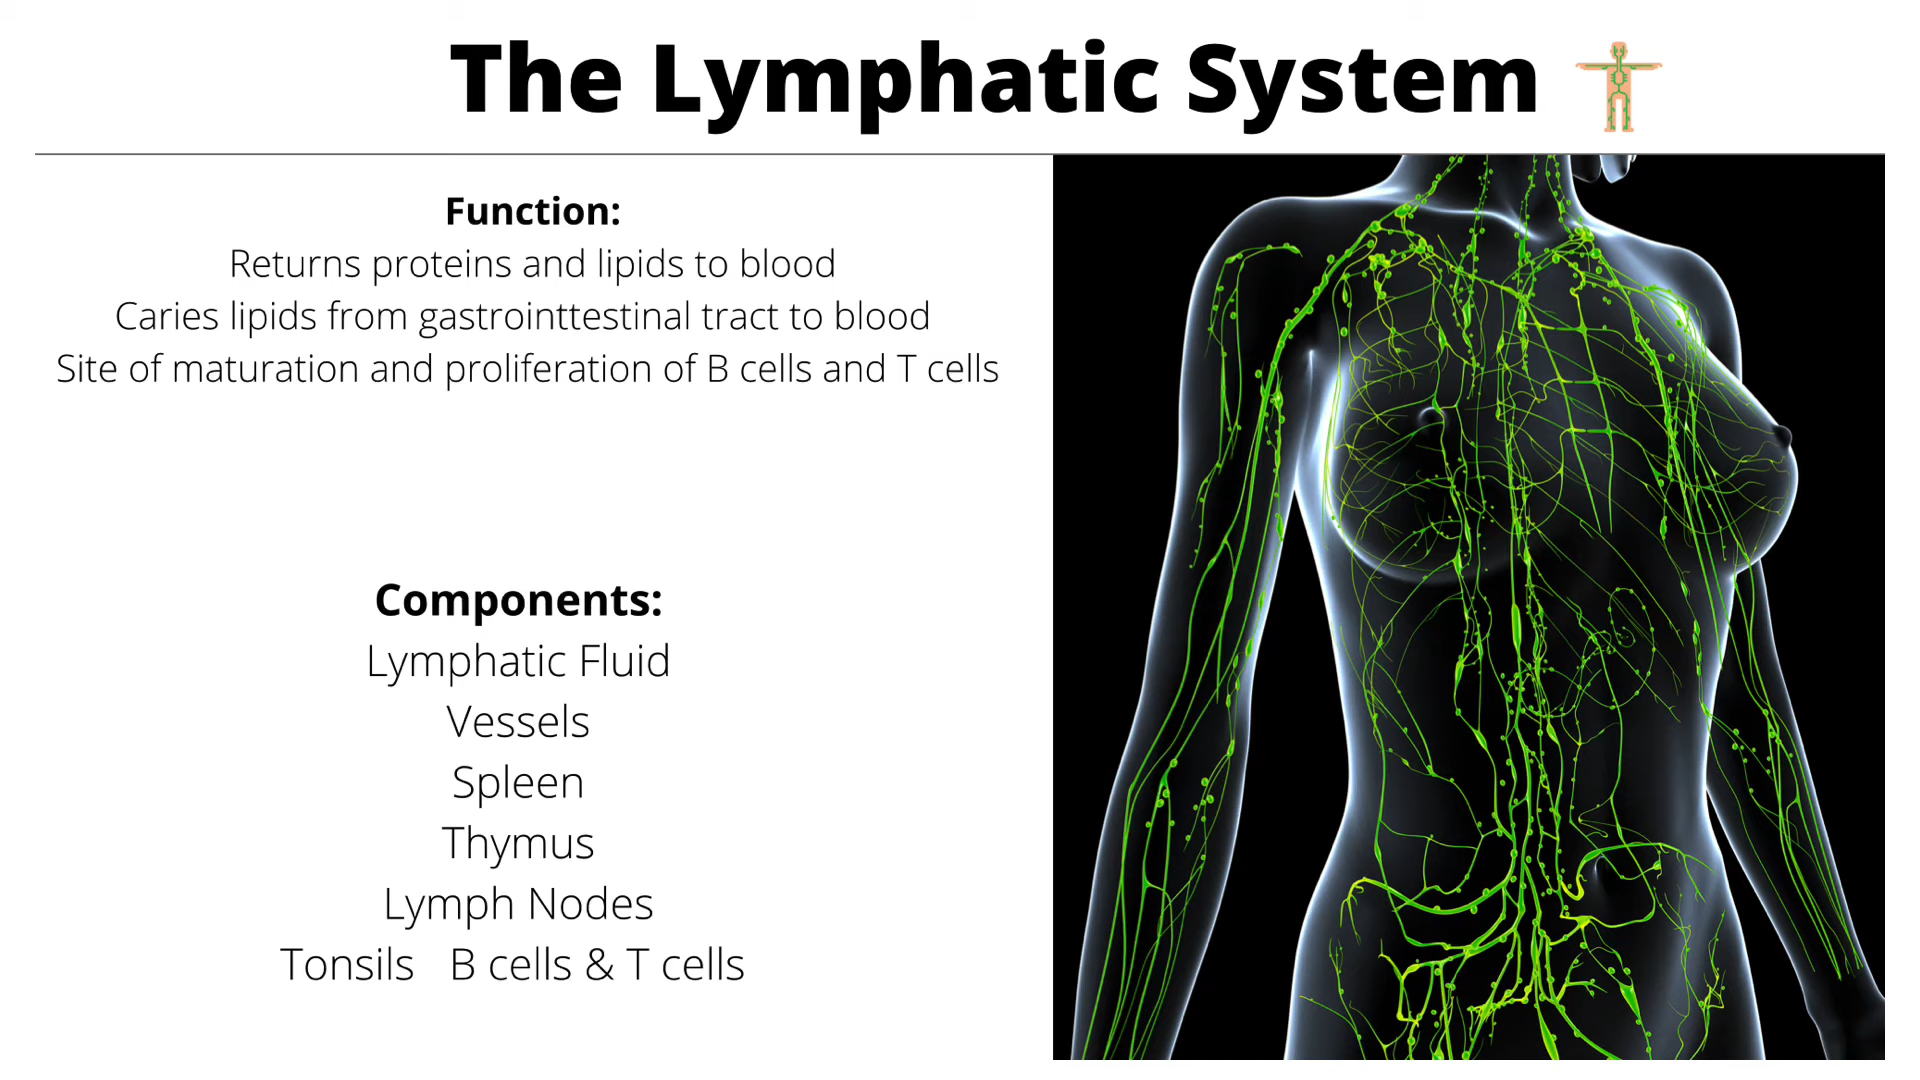 The Lymphatic System
Function:
Returns proteins and lipids to blood
Caries lipids from gastrointtestinal tract to blood
Site of maturation and proliferation of B cells and T cells
Components:
Lymphatic Fluid
Vessels
Spleen
Thymus
Lymph Nodes
Tonsils B cells & T cells